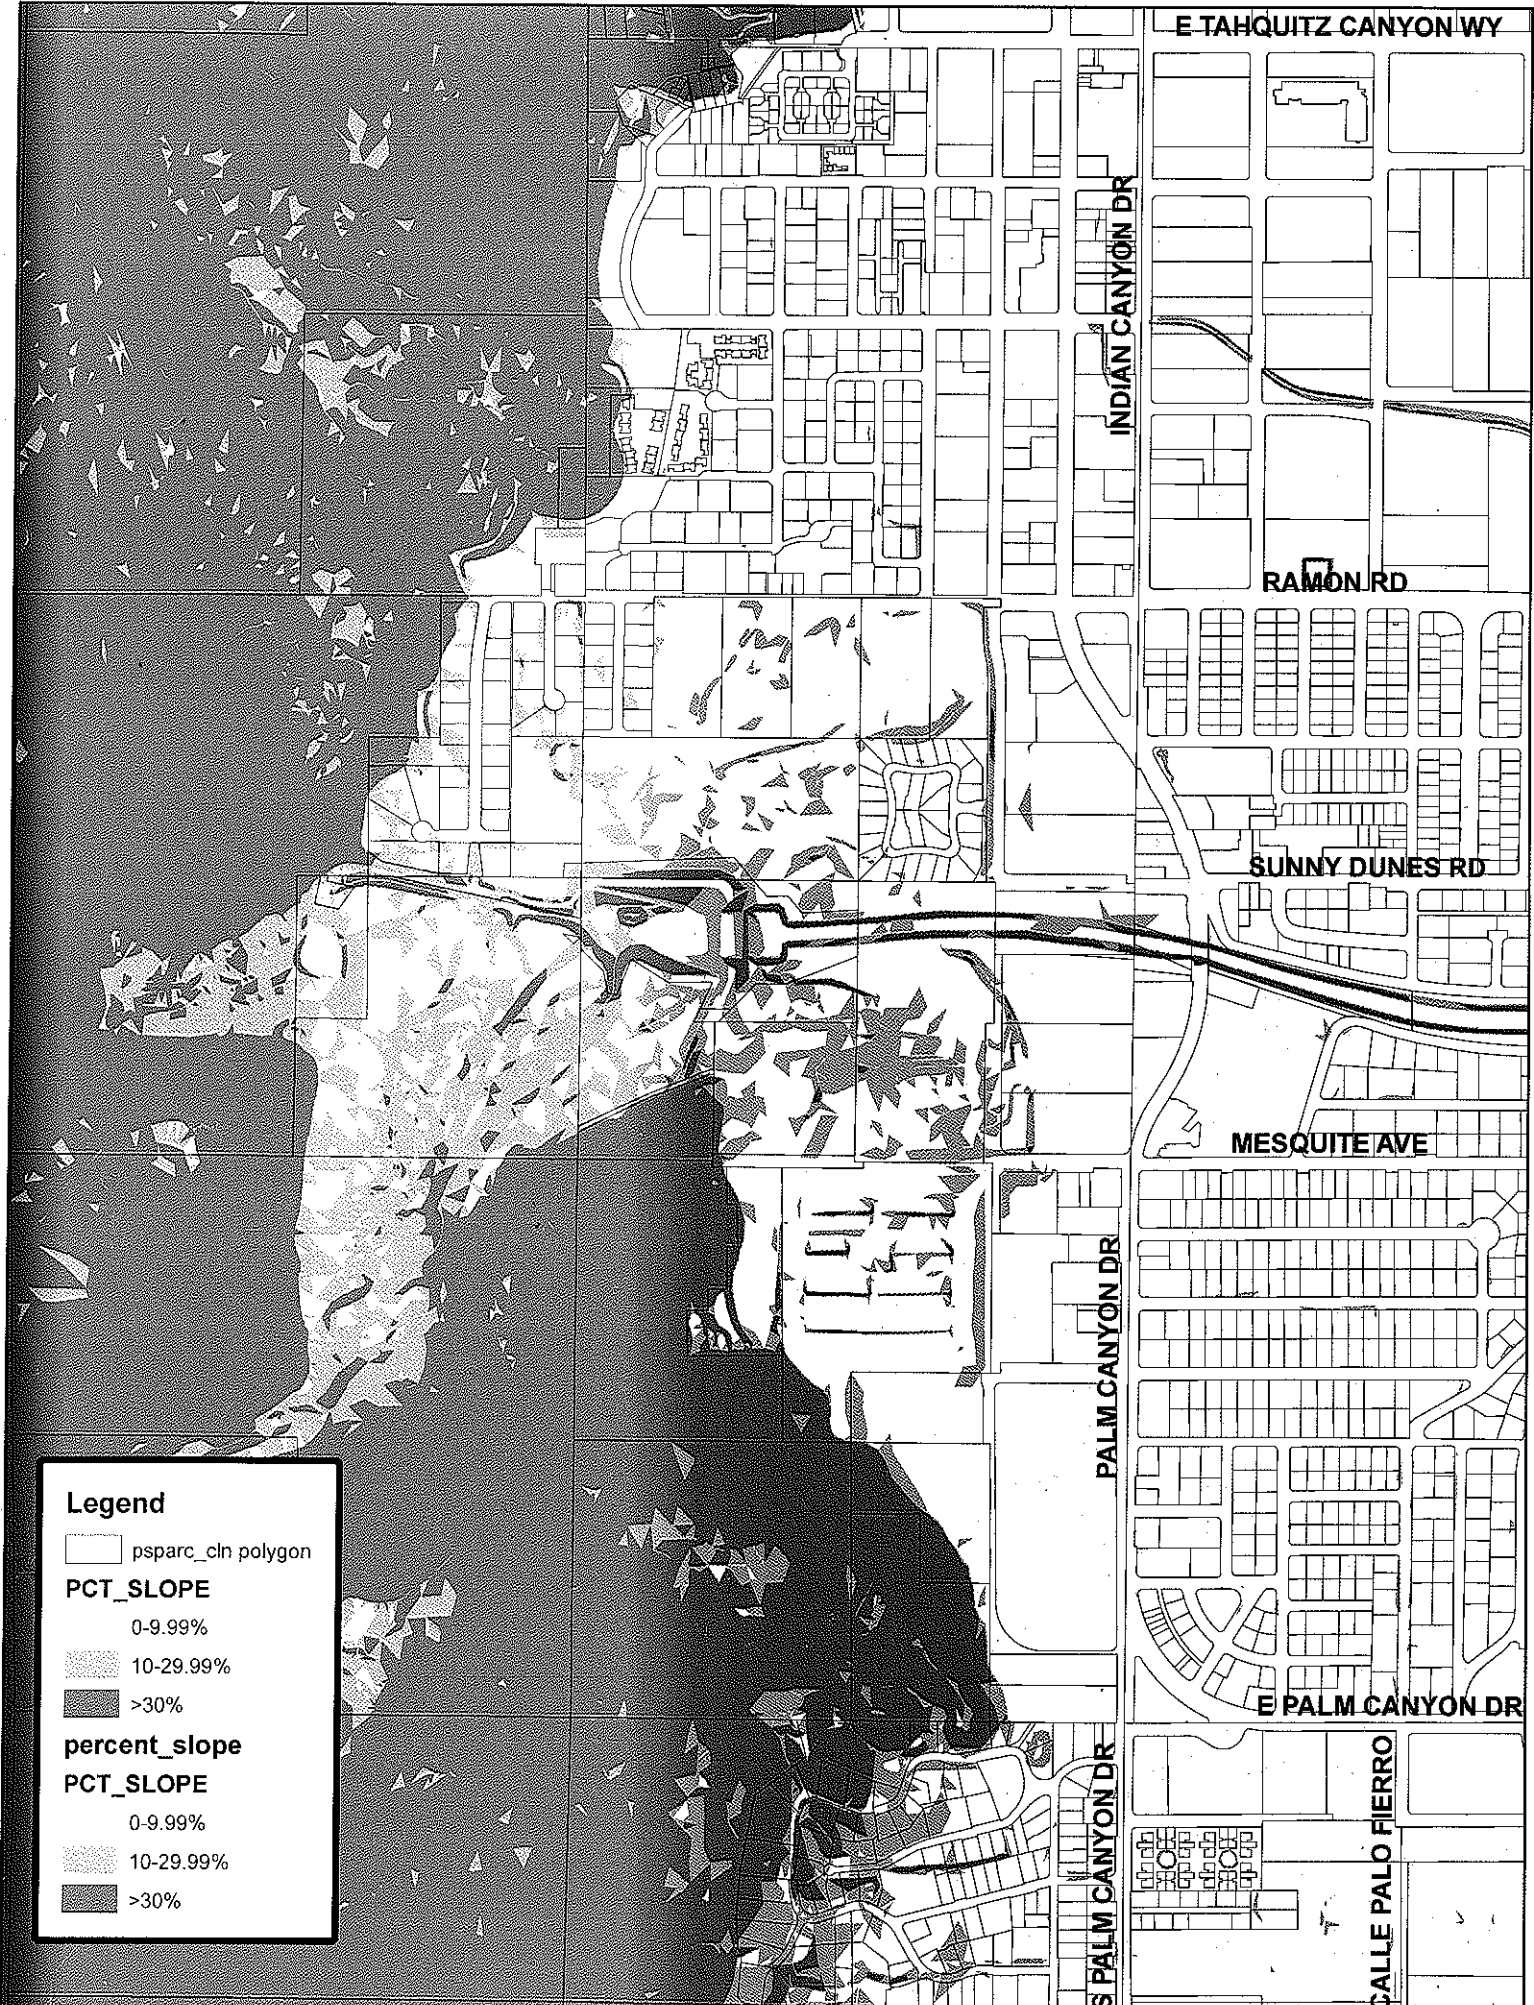 E TAHQUITZ CANYON WY
INDIAN CANYON DR
RAMON RD
SUNNY DUNES RD
MESQUITE AVE
PALM CANYON DR
E PALM CANYON DR
S PALM CANYON DR
CALLE PALO FIERRO
Legend
psparc_cln polygon
PCT_SLOPE
0-9.99%
10-29.99%
>30%
percent_slope
PCT_SLOPE
0-9.99%
10-29.99%
>30%